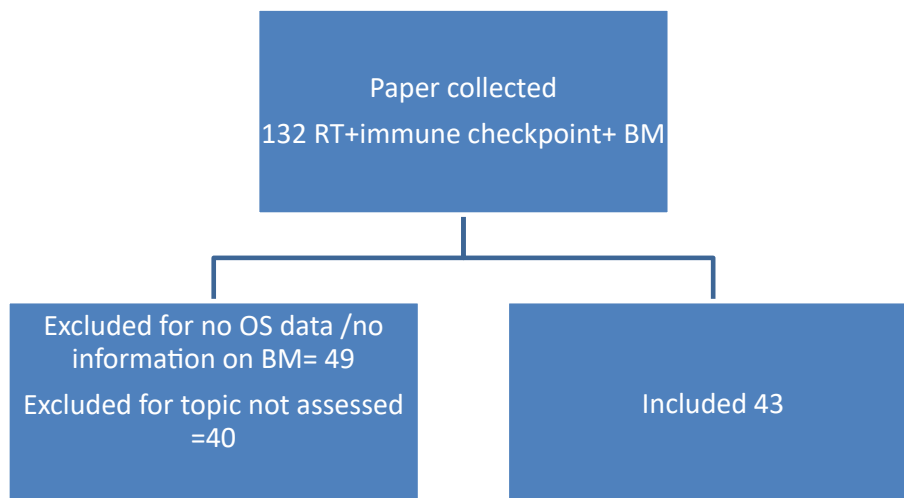 Paper collected
132 RT+immune checkpoint+ BM
Excluded for no OS data /no
information on BM= 49
Excluded for topic not assessed
=40
Included 43